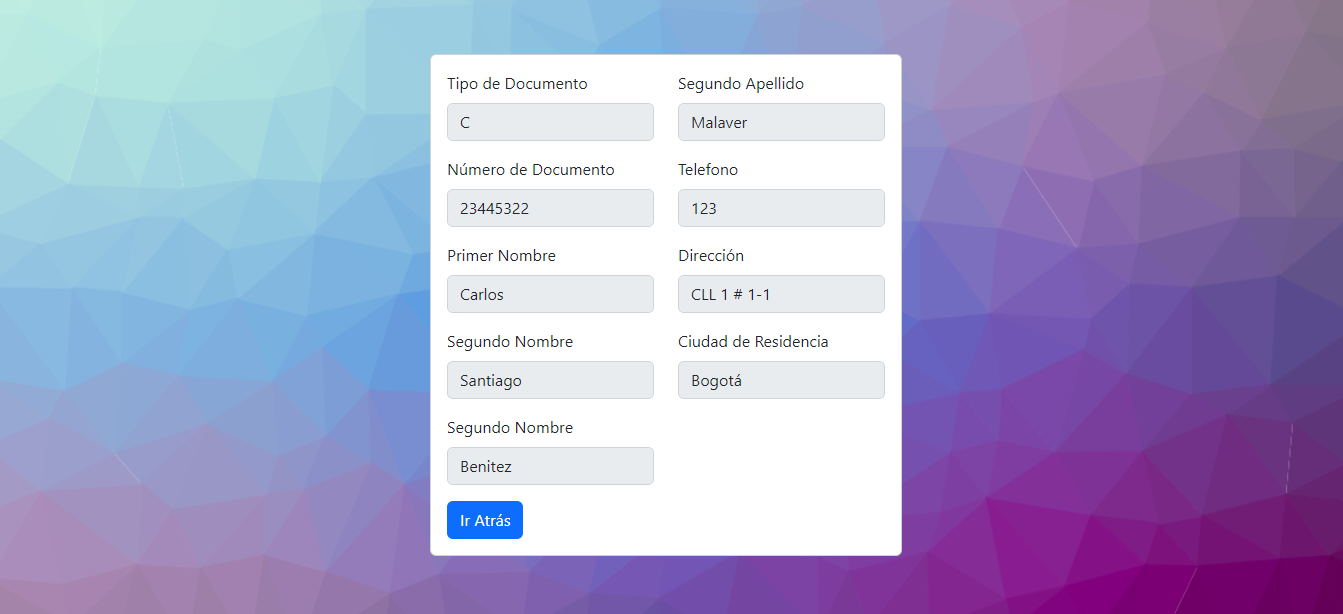 Tipo de Documento
C
Número de Documento
23445322
Primer Nombre
Carlos
Segundo Nombre
Santiago
Segundo Nombre
Benitez
Ir Atrás
Segundo Apellido
Malaver
Telefono
123
Dirección
CLL 1 # 1-1
Ciudad de Residencia
Bogotá